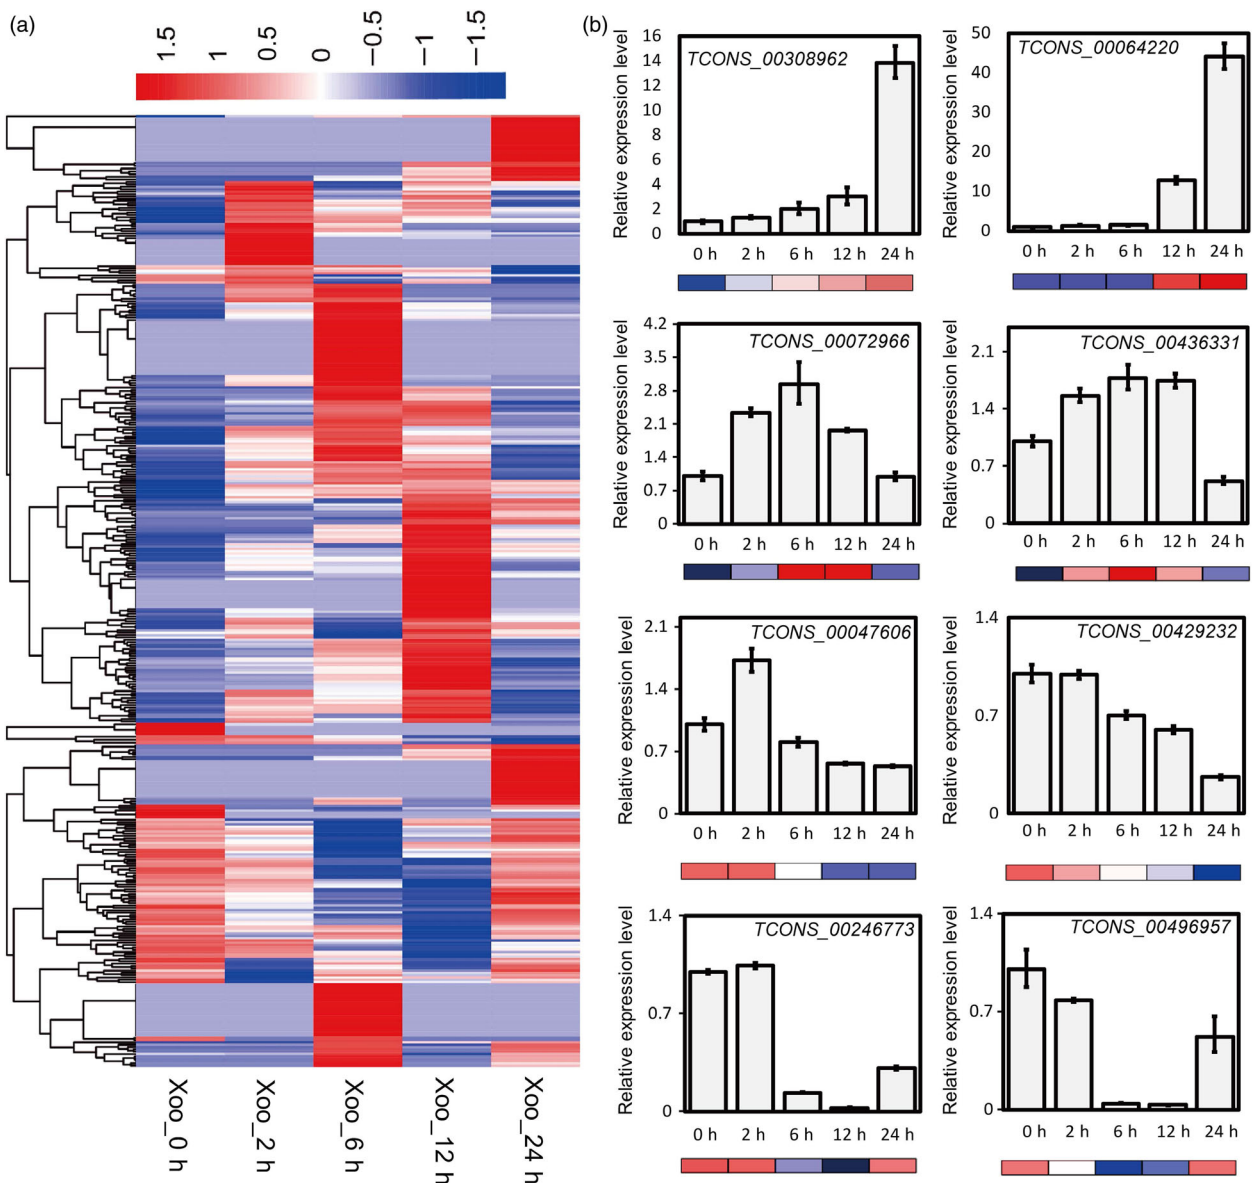 (a)
1.5
1
0.5
0
−0.5
−1
−1.5
Xoo_0 h
Xoo_2 h
Xoo_6 h
Xoo_12 h
Xoo_24 h
(b)
Relative expression level
16
14
12
10
8
6
4
2
0
TCONS_00308962
0 h 2 h 6 h 12 h 24 h
Relative expression level
50
40
30
20
10
0
TCONS_00064220
0 h 2 h 6 h 12 h 24 h
Relative expression level
4.2
3.5
2.8
2.1
1.4
0.7
0
TCONS_00072966
0 h 2 h 6 h 12 h 24 h
Relative expression level
2.1
1.4
0.7
0
TCONS_00436331
0 h 2 h 6 h 12 h 24 h
Relative expression level
2.1
1.4
0.7
0
TCONS_00047606
0 h 2 h 6 h 12 h 24 h
Relative expression level
1.4
0.7
0
TCONS_00429232
0 h 2 h 6 h 12 h 24 h
Relative expression level
1.4
0.7
0
TCONS_00246773
0 h 2 h 6 h 12 h 24 h
Relative expression level
1.4
0.7
0
TCONS_00496957
0 h 2 h 6 h 12 h 24 h